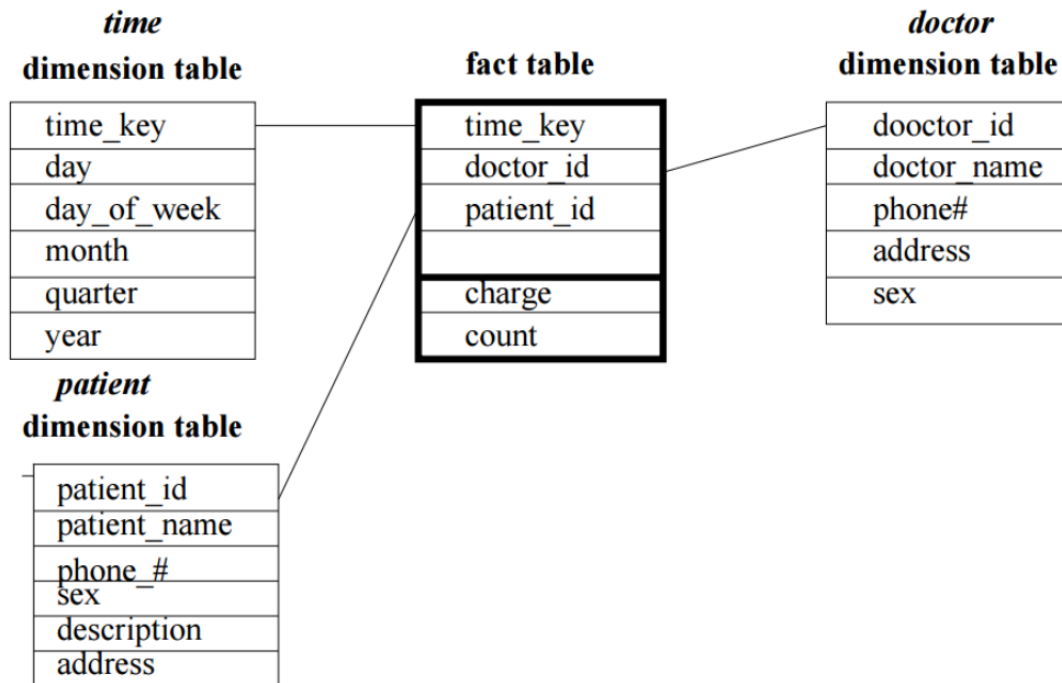 time
dimension table
time_key
day
day_of_week
month
quarter
year
fact table
time_key
doctor_id
patient_id
charge
count
doctor
dimension table
dooctor_id
doctor_name
phone#
address
sex
patient
dimension table
patient_id
patient_name
phone_#
sex
description
address